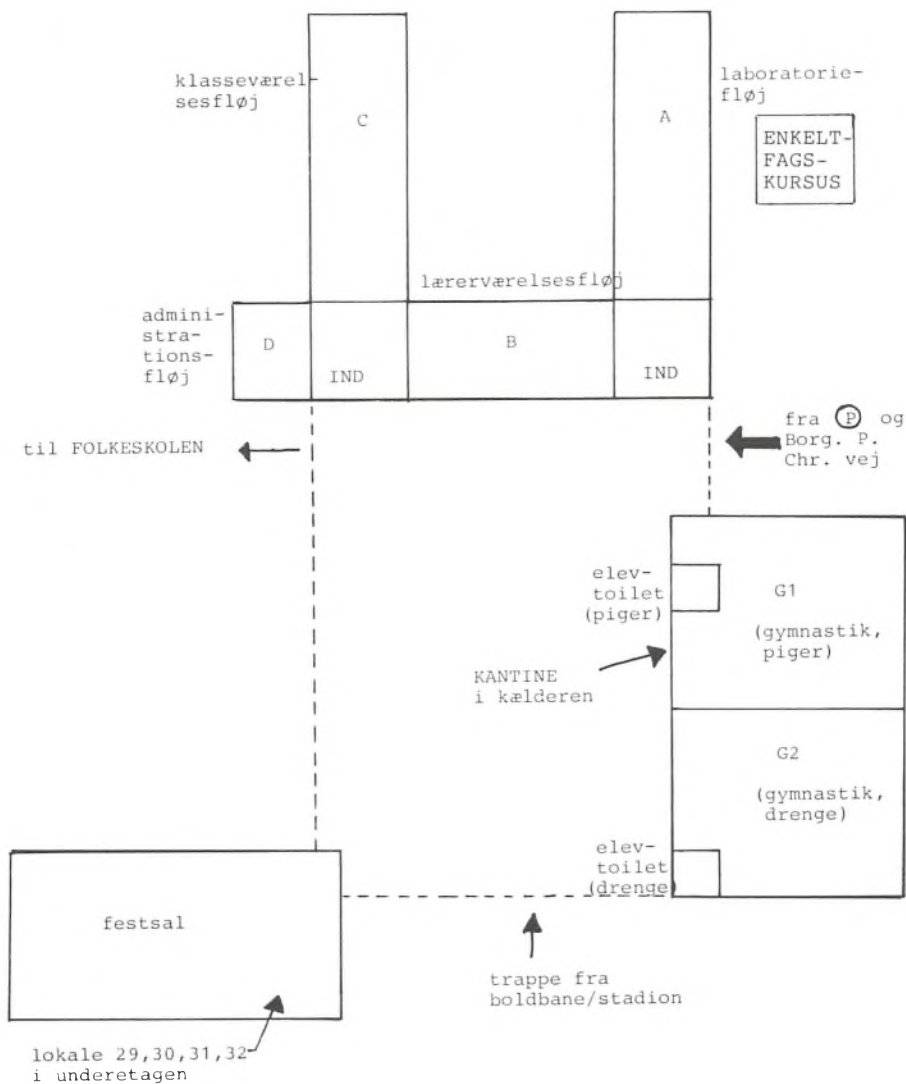 klasseværel-
sesfløj
C
A
laboratorie-
fløj
ENKELT-
FAGS-
KURSUS
lærerværelsesfløj
admini-
stra-
tions-
fløj
D
IND
B
IND
til FOLKESKOLEN
fra P og
Borg. P.
Chr. vej
elev-
toilet
(piger)
G1
(gymnastik,
piger)
KANTINE
i kælderen
G2
(gymnastik,
drenge)
elev-
toilet
(drenge)
festsal
trappe fra
boldbane/stadion
lokale 29,30,31,32
i underetagen